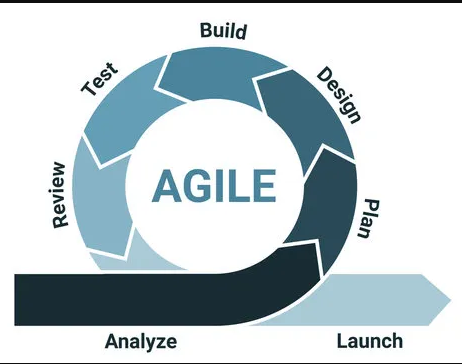 Build
Test
Design
Review
AGILE
Plan
Analyze
Launch